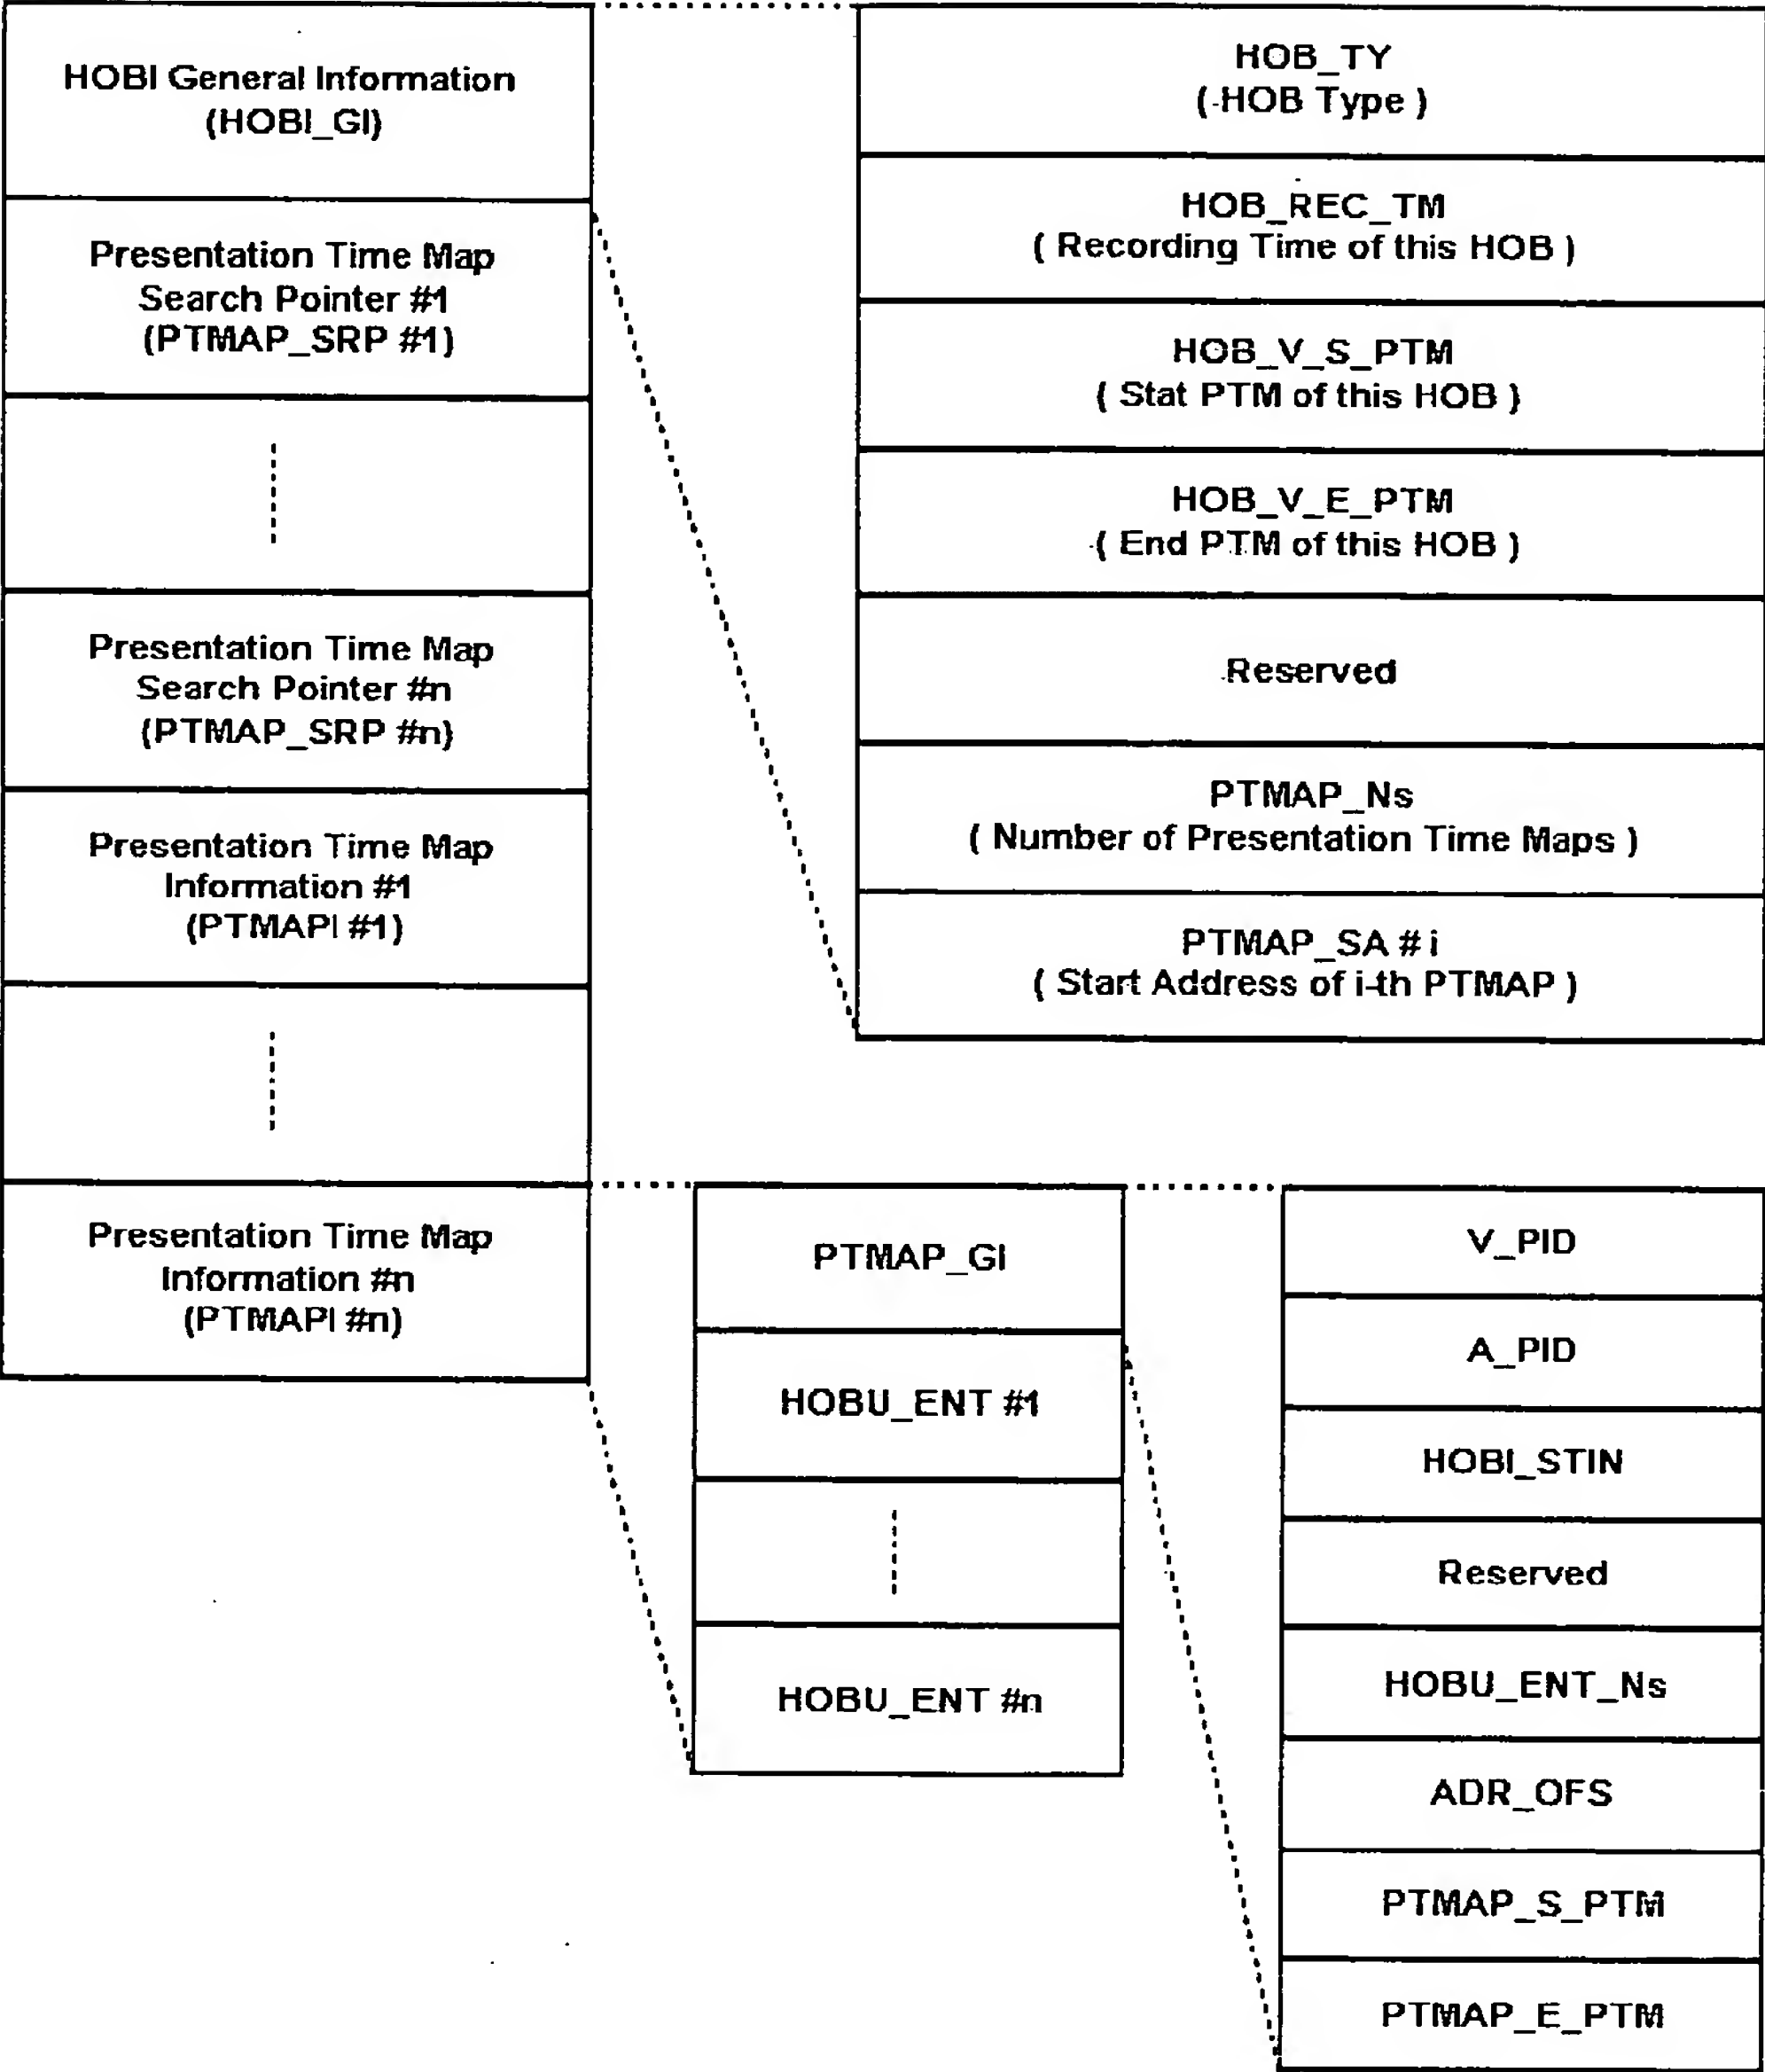 HOBI General Information
(HOBI_GI)
Presentation Time Map
Search Pointer #1
(PTMAP_SRP #1)
Presentation Time Map
Search Pointer #n
(PTMAP_SRP #n)
Presentation Time Map
Information #1
(PTMAPI #1)
Presentation Time Map
Information #n
(PTMAPI #n)
HOB_TY
( HOB Type )
HOB_REC_TM
( Recording Time of this HOB )
HOB_V_S_PTM
( Stat PTM of this HOB )
HOB_V_E_PTM
( End PTM of this HOB )
Reserved
PTMAP_Ns
( Number of Presentation Time Maps )
PTMAP_SA # i
( Start Address of i-th PTMAP )
PTMAP_GI
HOBU_ENT #1
HOBU_ENT #n
V_PID
A_PID
HOBI_STIN
Reserved
HOBU_ENT_Ns
ADR_OFS
PTMAP_S_PTM
PTMAP_E_PTM